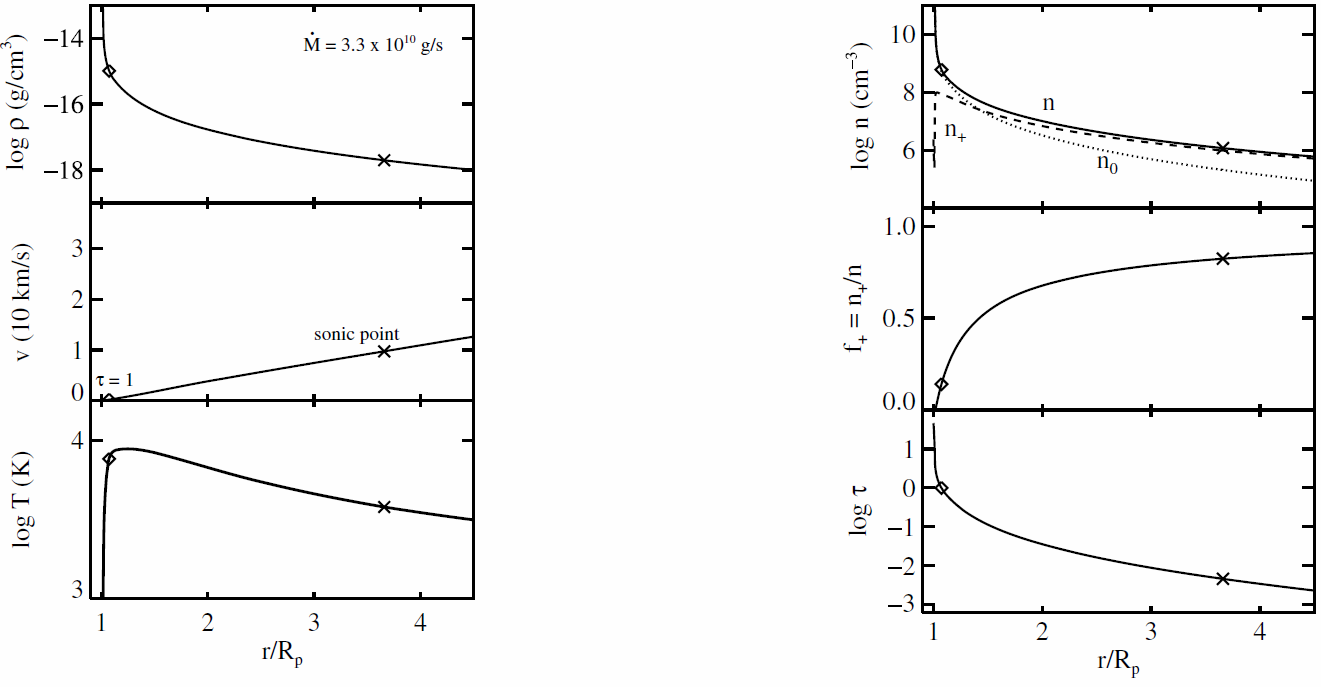 −14
Ṁ = 3.3 x 10¹⁰ g/s
−16
−18
log ρ (g/cm³)
3
2
1
0
v (10 km/s)
sonic point
τ = 1
4
3
log T (K)
1 2 3 4
r/Rₚ
10
8
6
log n (cm⁻³)
n
n₊
n₀
1.0
0.5
0.0
f₊ = n₊/n
1
0
−1
−2
−3
log τ
1 2 3 4
r/Rₚ